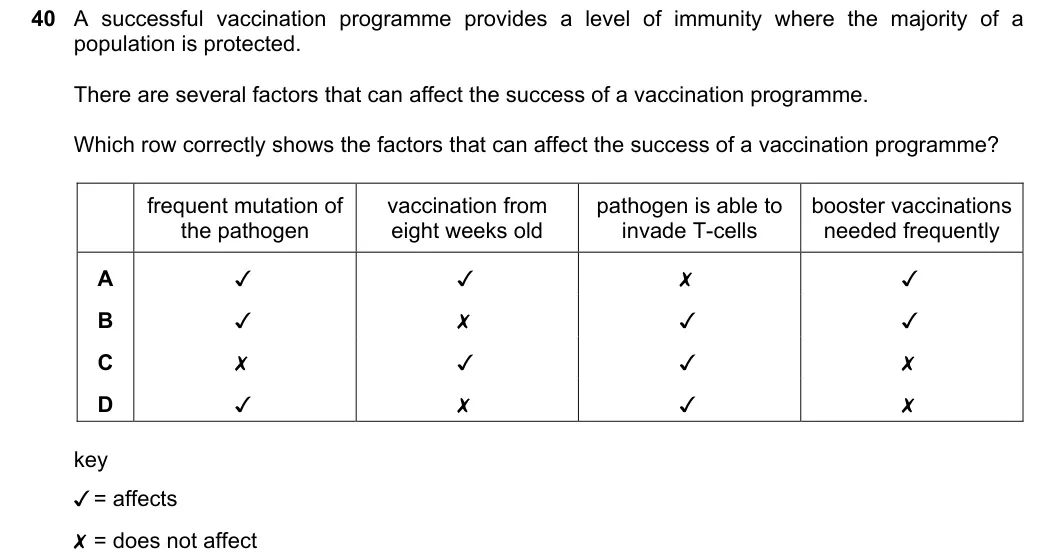 40 A successful vaccination programme provides a level of immunity where the majority of a
population is protected.
There are several factors that can affect the success of a vaccination programme.
Which row correctly shows the factors that can affect the success of a vaccination programme?
frequent mutation of the pathogen | vaccination from eight weeks old | pathogen is able to invade T-cells | booster vaccinations needed frequently
A ✓ ✓ ✗ ✓
B ✓ ✗ ✓ ✓
C ✗ ✓ ✓ ✗
D ✓ ✗ ✓ ✗
key
✓ = affects
✗ = does not affect